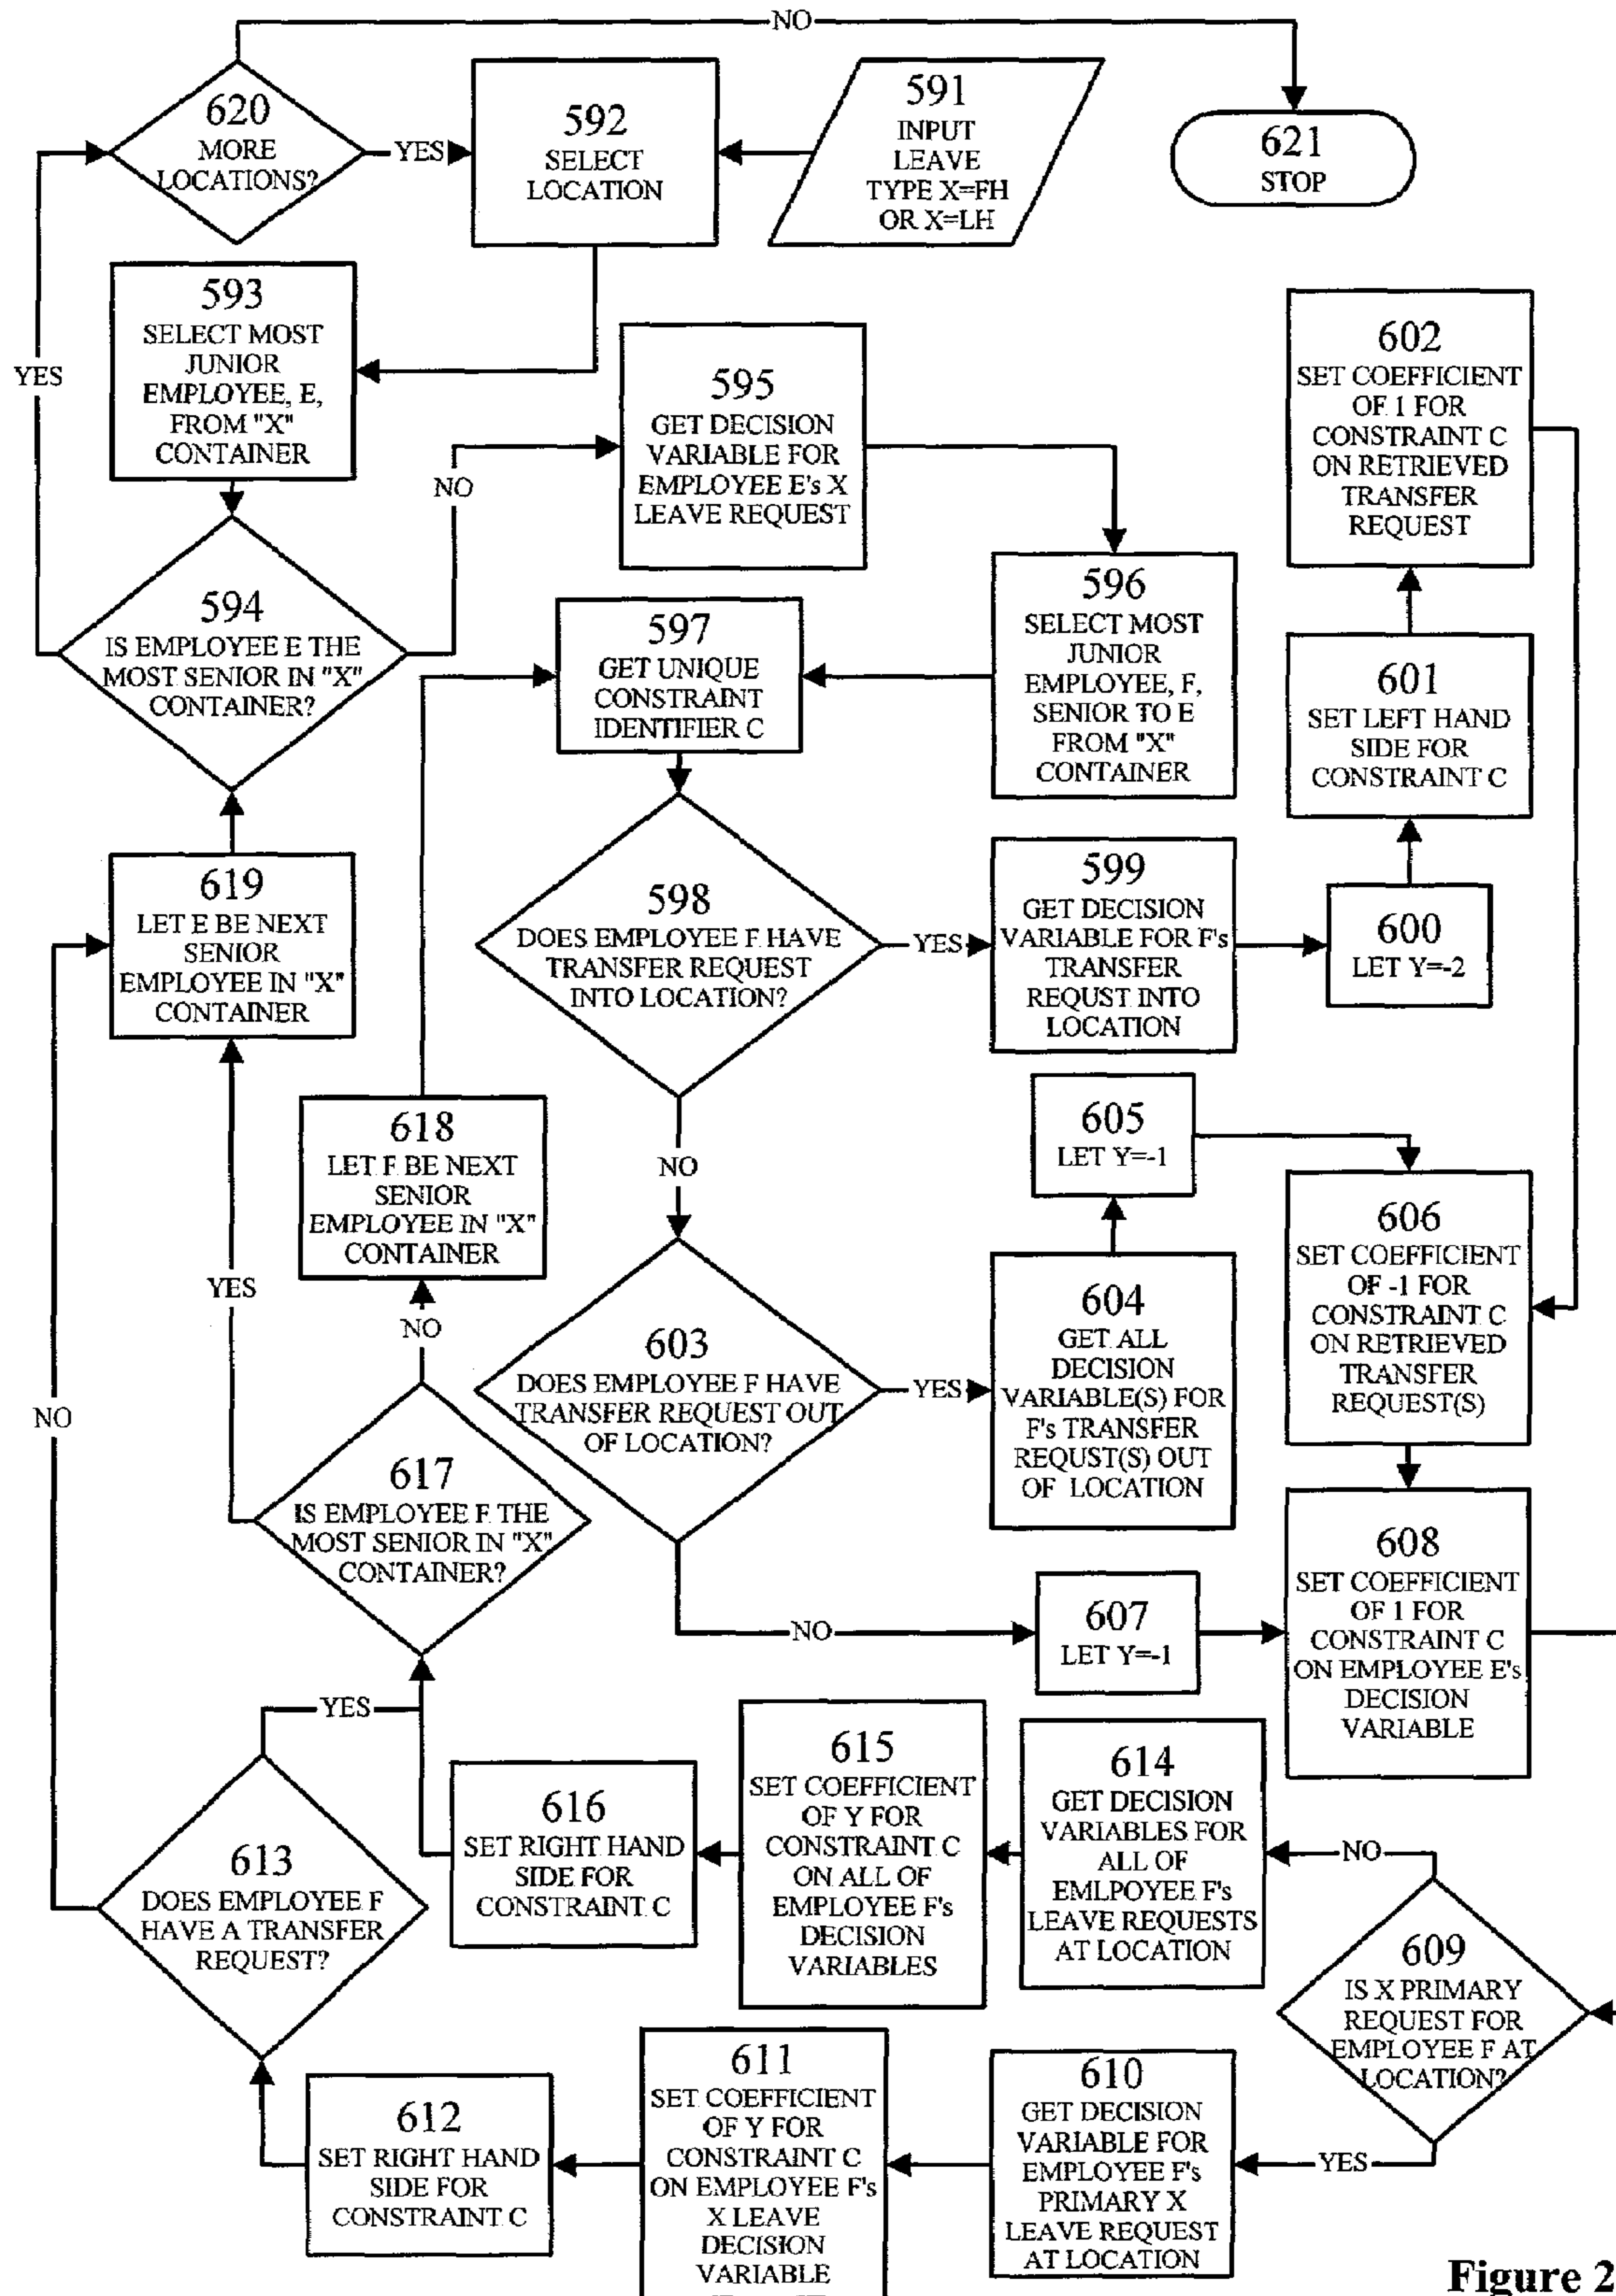 NO
620
MORE
LOCATIONS?
YES
592
SELECT
LOCATION
591
INPUT
LEAVE
TYPE X=FH
OR X=LH
621
STOP
593
SELECT MOST
JUNIOR
EMPLOYEE, E,
FROM "X"
CONTAINER
YES
595
GET DECISION
VARIABLE FOR
EMPLOYEE E's X
LEAVE REQUEST
602
SET COEFFICIENT
OF 1 FOR
CONSTRAINT C
ON RETRIEVED
TRANSFER
REQUEST
NO
594
IS EMPLOYEE E THE
MOST SENIOR IN "X"
CONTAINER?
597
GET UNIQUE
CONSTRAINT
IDENTIFIER C
596
SELECT MOST
JUNIOR
EMPLOYEE, F,
SENIOR TO E
FROM "X"
CONTAINER
601
SET LEFT HAND
SIDE FOR
CONSTRAINT C
619
LET E BE NEXT
SENIOR
EMPLOYEE IN "X"
CONTAINER
598
DOES EMPLOYEE F HAVE
TRANSFER REQUEST
INTO LOCATION?
YES
599
GET DECISION
VARIABLE FOR F's
TRANSFER
REQUST INTO
LOCATION
600
LET Y=-2
618
LET F BE NEXT
SENIOR
EMPLOYEE IN "X"
CONTAINER
NO
605
LET Y=-1
606
SET COEFFICIENT
OF -1 FOR
CONSTRAINT C
ON RETRIEVED
TRANSFER
REQUEST(S)
YES
NO
603
DOES EMPLOYEE F HAVE
TRANSFER REQUEST OUT
OF LOCATION?
YES
604
GET ALL
DECISION
VARIABLE(S) FOR
F's TRANSFER
REQUST(S) OUT
OF LOCATION
NO
617
IS EMPLOYEE F THE
MOST SENIOR IN "X"
CONTAINER?
NO
607
LET Y=-1
608
SET COEFFICIENT
OF 1 FOR
CONSTRAINT C
ON EMPLOYEE E's
DECISION
VARIABLE
YES
613
DOES EMPLOYEE F
HAVE A TRANSFER
REQUEST?
616
SET RIGHT HAND
SIDE FOR
CONSTRAINT C
615
SET COEFFICIENT
OF Y FOR
CONSTRAINT C
ON ALL OF
EMPLOYEE F's
DECISION
VARIABLES
614
GET DECISION
VARIABLES FOR
ALL OF
EMLPOYEE F's
LEAVE REQUESTS
AT LOCATION
NO
609
IS X PRIMARY
REQUEST FOR
EMPLOYEE F AT
LOCATION?
612
SET RIGHT HAND
SIDE FOR
CONSTRAINT C
611
SET COEFFICIENT
OF Y FOR
CONSTRAINT C
ON EMPLOYEE F's
X LEAVE
DECISION
VARIABLE
610
GET DECISION
VARIABLE FOR
EMPLOYEE F's
PRIMARY X
LEAVE REQUEST
AT LOCATION
YES
Figure 2